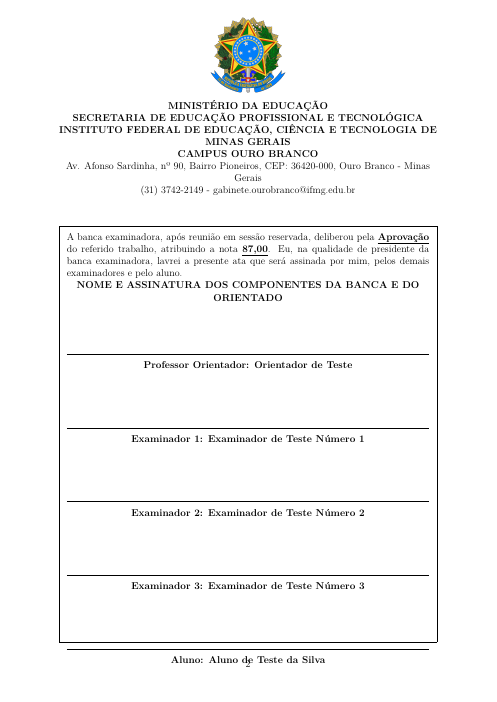 MINISTÉRIO DA EDUCAÇÃO
SECRETARIA DE EDUCAÇÃO PROFISSIONAL E TECNOLÓGICA
INSTITUTO FEDERAL DE EDUCAÇÃO, CIÊNCIA E TECNOLOGIA DE
MINAS GERAIS
CAMPUS OURO BRANCO
Av. Afonso Sardinha, nº 90, Bairro Pioneiros, CEP: 36420-000, Ouro Branco - Minas
Gerais
(31) 3742-2149 - gabinete.ourobranco@ifmg.edu.br
A banca examinadora, após reunião em sessão reservada, deliberou pela Aprovação
do referido trabalho, atribuindo a nota 87,00. Eu, na qualidade de presidente da
banca examinadora, lavrei a presente ata que será assinada por mim, pelos demais
examinadores e pelo aluno.
NOME E ASSINATURA DOS COMPONENTES DA BANCA E DO
ORIENTADO
Professor Orientador: Orientador de Teste
Examinador 1: Examinador de Teste Número 1
Examinador 2: Examinador de Teste Número 2
Examinador 3: Examinador de Teste Número 3
Aluno: Aluno de Teste da Silva
2